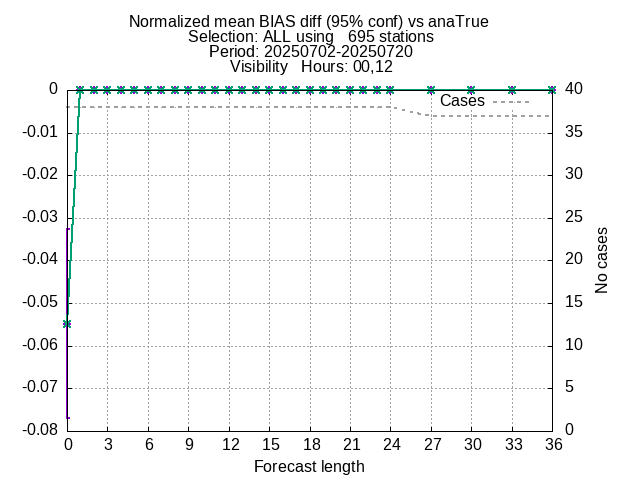 Normalized mean BIAS diff (95% conf) vs anaTrue
Selection: ALL using   695 stations
Period: 20250702-20250720
Visibility   Hours: 00,12
0
-0.01
-0.02
-0.03
-0.04
-0.05
-0.06
-0.07
-0.08
40
35
30
25
20
15
10
5
0
Cases
No cases
0 3 6 9 12 15 18 21 24 27 30 33 36
Forecast length